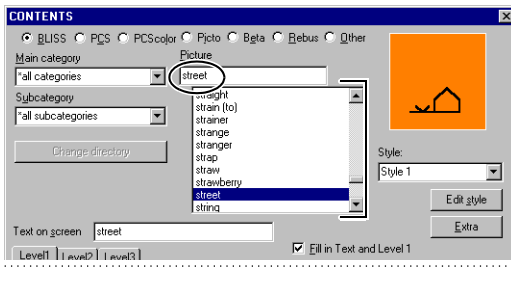 CONTENTS
BLISS PCS PCScolor Picto Beta Rebus Other
Main category Picture
*all categories street
Subcategory
*all subcategories
straight
strain (to)
strainer
strange
stranger
strap
straw
strawberry
street
string
Change directory
Style:
Style 1
Edit style
Extra
Text on screen street
Fill in Text and Level 1
Level1 Level2 Level3